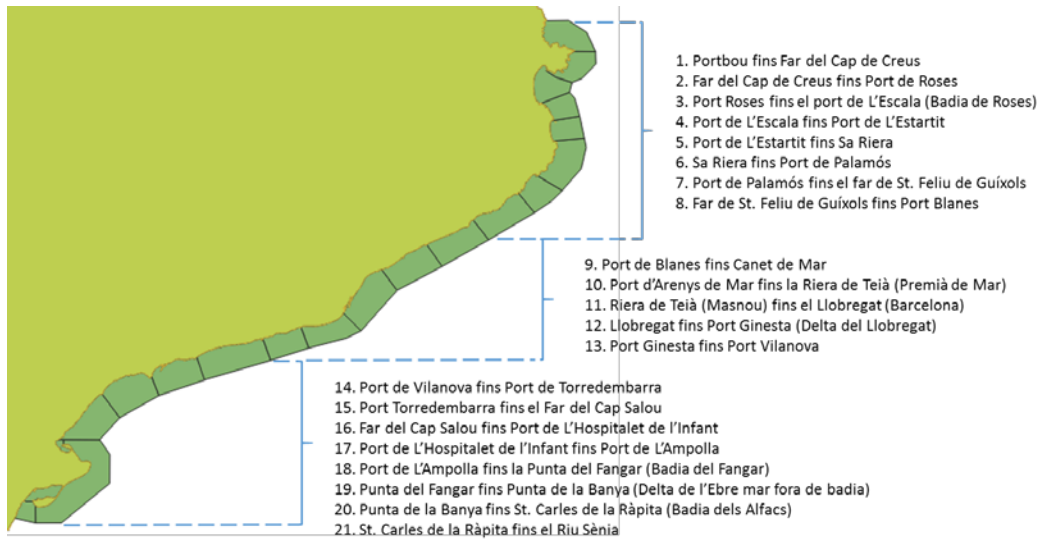 1. Portbou fins Far del Cap de Creus
2. Far del Cap de Creus fins Port de Roses
3. Port Roses fins el port de L'Escala (Badia de Roses)
4. Port de L'Escala fins Port de L'Estartit
5. Port de L'Estartit fins Sa Riera
6. Sa Riera fins Port de Palamós
7. Port de Palamós fins el far de St. Feliu de Guíxols
8. Far de St. Feliu de Guíxols fins Port Blanes
9. Port de Blanes fins Canet de Mar
10. Port d'Arenys de Mar fins la Riera de Teià (Premià de Mar)
11. Riera de Teià (Masnou) fins el Llobregat (Barcelona)
12. Llobregat fins Port Ginesta (Delta del Llobregat)
13. Port Ginesta fins Port Vilanova
14. Port de Vilanova fins Port de Torredembarra
15. Port Torredembarra fins el Far del Cap Salou
16. Far del Cap Salou fins Port de L'Hospitalet de l'Infant
17. Port de L'Hospitalet de l'Infant fins Port de L'Ampolla
18. Port de L'Ampolla fins la Punta del Fangar (Badia del Fangar)
19. Punta del Fangar fins Punta de la Banya (Delta de l'Ebre mar fora de badia)
20. Punta de la Banya fins St. Carles de la Ràpita (Badia dels Alfacs)
21. St. Carles de la Ràpita fins el Riu Sènia